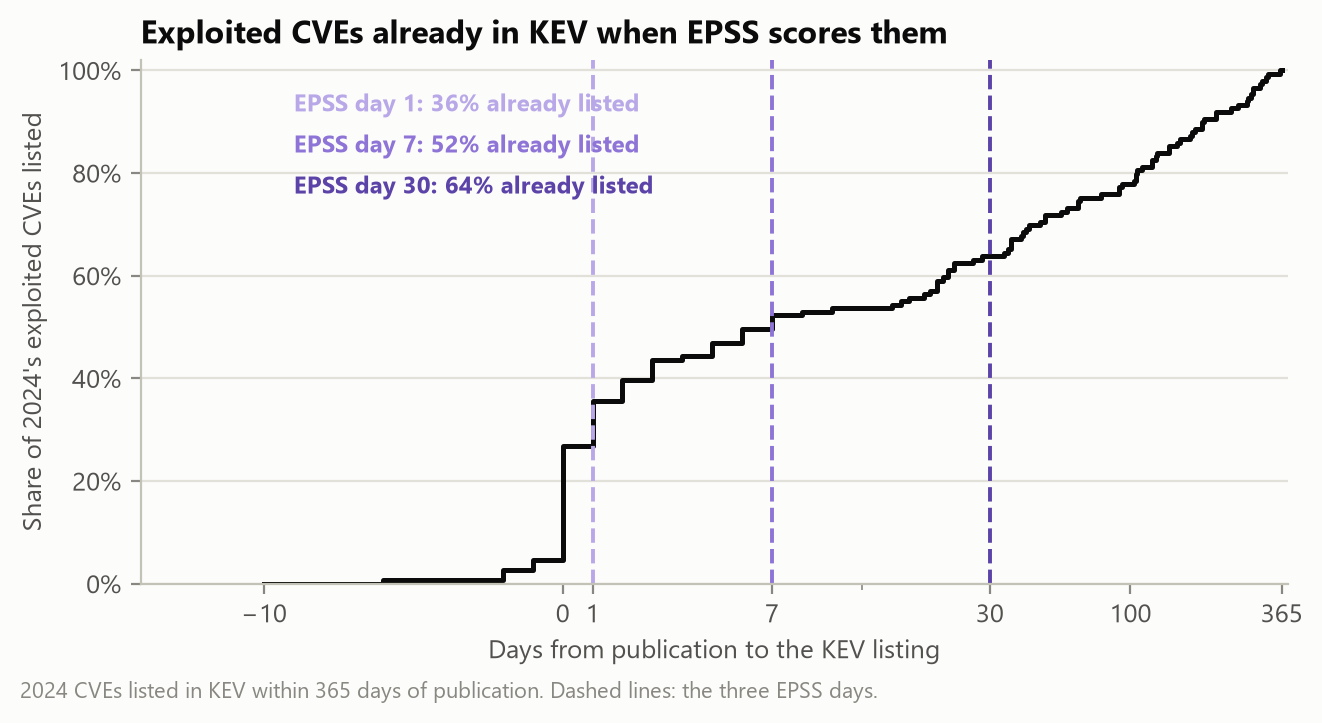 Exploited CVEs already in KEV when EPSS scores them
100%
80%
60%
40%
20%
0%
Share of 2024's exploited CVEs listed
EPSS day 1: 36% already listed
EPSS day 7: 52% already listed
EPSS day 30: 64% already listed
−10 0 1 7 30 100 365
Days from publication to the KEV listing
2024 CVEs listed in KEV within 365 days of publication. Dashed lines: the three EPSS days.